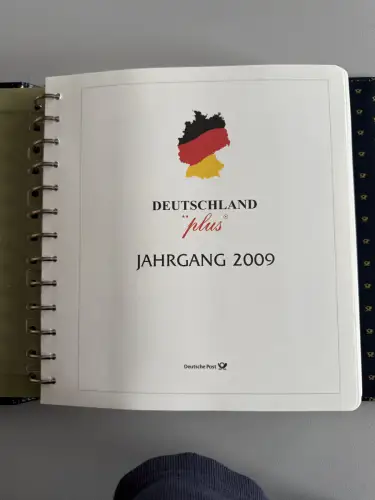 DEUTSCHLAND
"plus®
JAHRGANG 2009
Deutsche Post